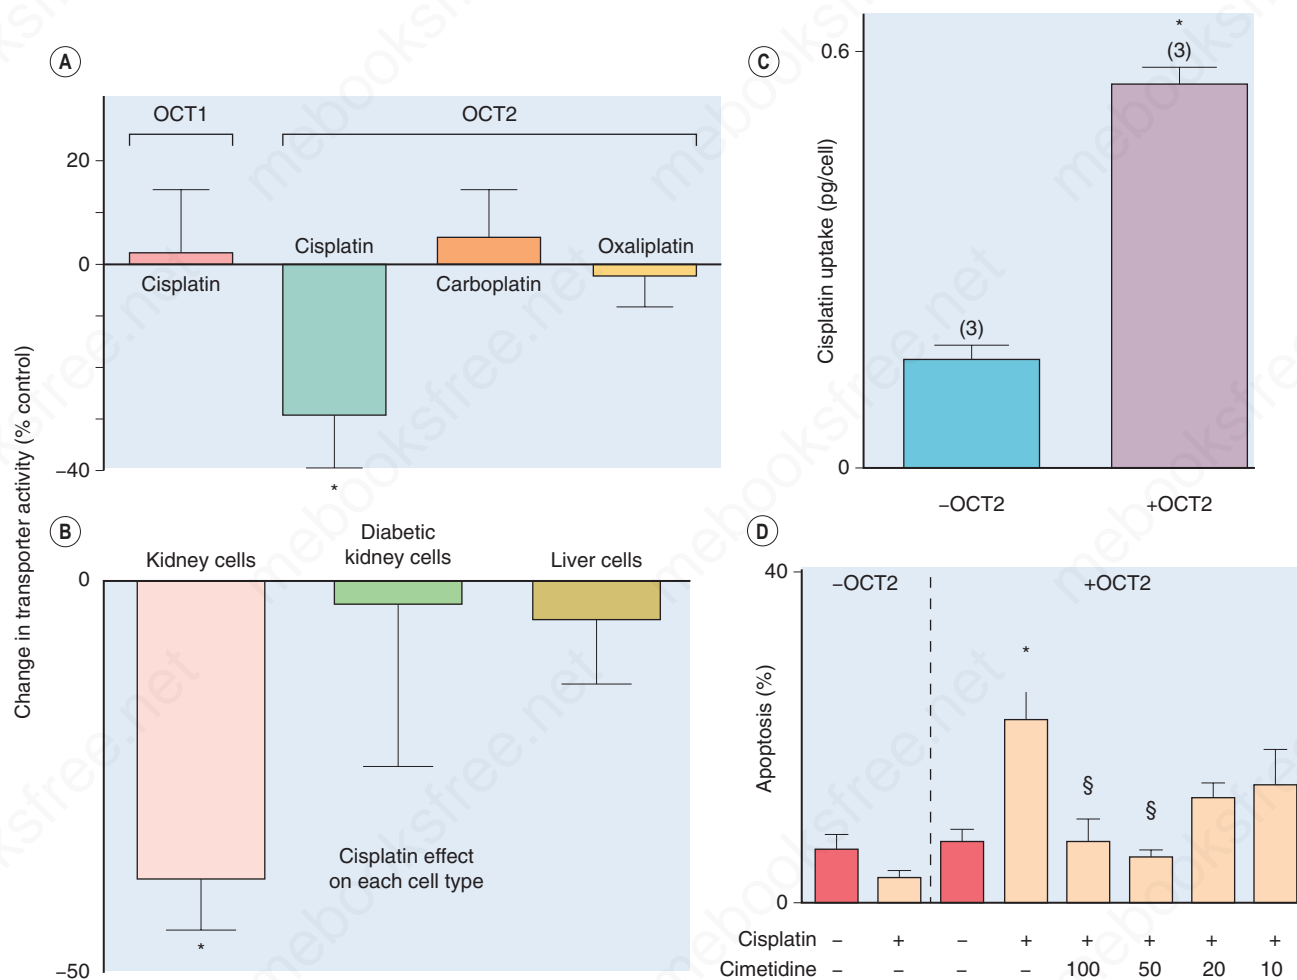 A
OCT1
OCT2
20
0
−40
Cisplatin
Cisplatin
Carboplatin
Oxaliplatin
*
Change in transporter activity (% control)
B
Kidney cells
Diabetic
kidney cells
Liver cells
0
−50
Cisplatin effect
on each cell type
*
C
Cisplatin uptake (pg/cell)
0.6
0
(3)
*
(3)
−OCT2
+OCT2
D
Apoptosis (%)
40
0
−OCT2
+OCT2
*
§
§
Cisplatin − + − + + + + +
Cimetidine − − − − 100 50 20 10
mebooksfree.net